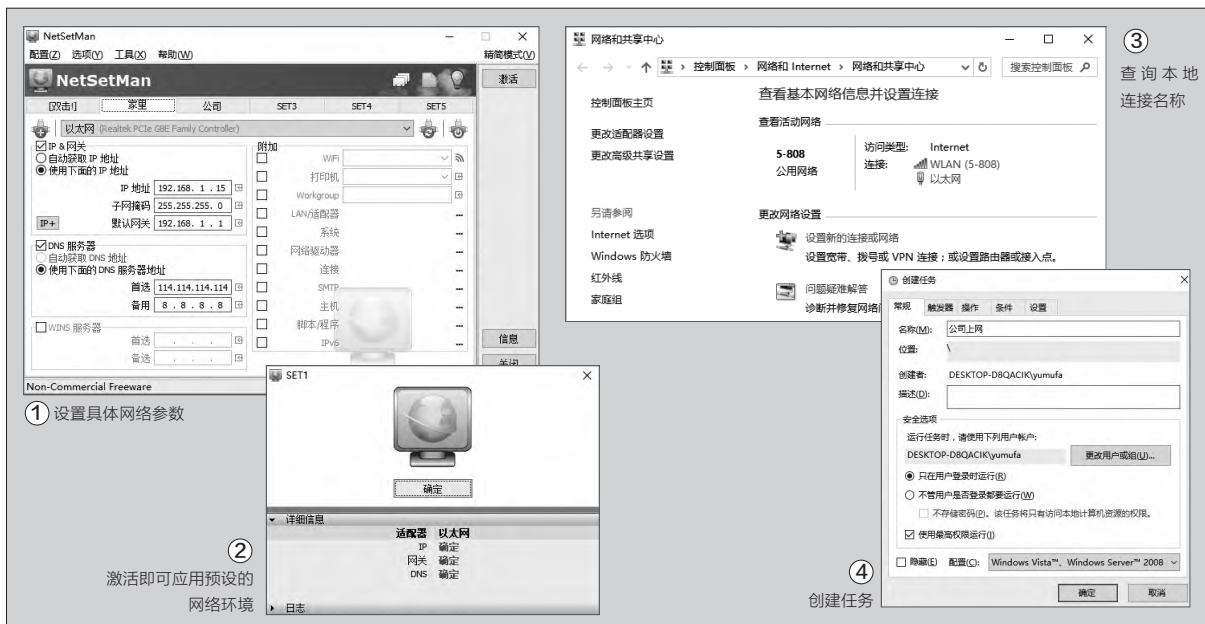 NetSetMan
配置(Z) 选项(Y) 工具(X) 帮助(W) 精简模式(V)
NetSetMan
激活
[双击!] 家里 公司 SET3 SET4 SET5
以太网 (Realtek PCIe GBE Family Controller)
IP & 网关
自动获取 IP 地址
使用下面的 IP 地址
IP 地址 192.168. 1 . 15
子网掩码 255.255.255. 0
IP+ 默认网关 192.168. 1 . 1
DNS 服务器
自动获取 DNS 地址
使用下面的 DNS 服务器地址
首选 114.114.114.114
备用 8 . 8 . 8 . 8
WINS 服务器
首选 . . .
备选 . . .
附加
WiFi
打印机
Workgroup
LAN/适配器 ...
系统 ...
网络驱动器 ...
连接 ...
SMTP ...
主机 ...
脚本/程序 ...
IPv6 ...
信息
关闭
Non-Commercial Freeware
① 设置具体网络参数
SET1
确定
详细信息
适配器 以太网
IP 确定
网关 确定
DNS 确定
日志
②
激活即可应用预设的
网络环境
网络和共享中心
控制面板 › 网络和 Internet › 网络和共享中心
搜索控制面板
控制面板主页
更改适配器设置
更改高级共享设置
另请参阅
Internet 选项
Windows 防火墙
红外线
家庭组
查看基本网络信息并设置连接
查看活动网络
5-808
公用网络
访问类型: Internet
连接: WLAN (5-808)
以太网
更改网络设置
设置新的连接或网络
设置宽带、拨号或 VPN 连接；或设置路由器或接入点。
问题疑难解答
诊断并修复网络
③
查询本地
连接名称
创建任务
常规 触发器 操作 条件 设置
名称(M): 公司上网
位置: \
创建者: DESKTOP-D8QACIK\yumufa
描述(D):
安全选项
运行任务时，请使用下列用户帐户:
DESKTOP-D8QACIK\yumufa 更改用户或组(U)...
只在用户登录时运行(R)
不管用户是否登录都要运行(W)
不存储密码(P)。该任务将只有访问本地计算机资源的权限。
使用最高权限运行(I)
隐藏(E) 配置(C): Windows Vista™、Windows Server™ 2008
确定 取消
④
创建任务